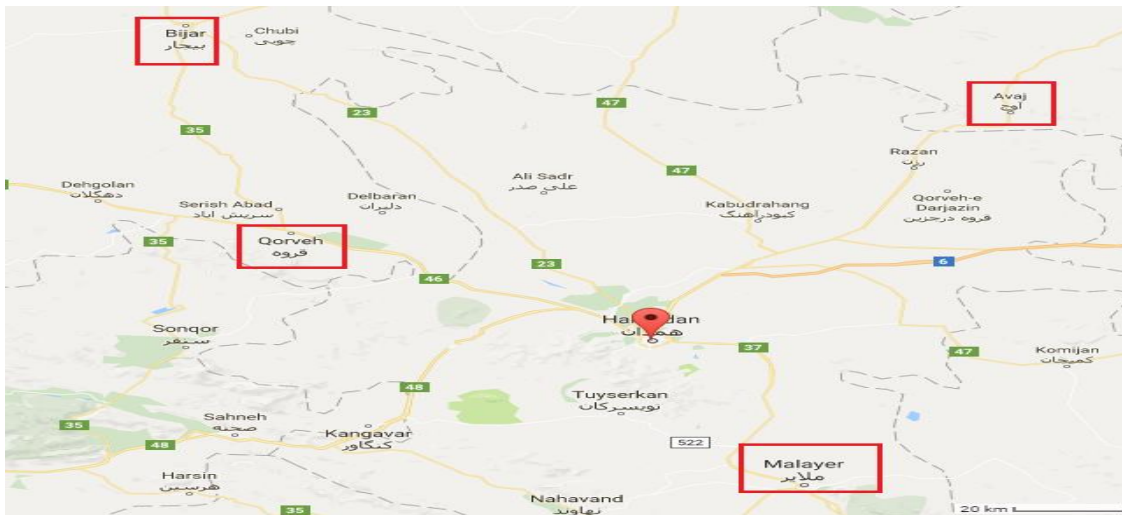 Bijar
بیجار
Chubi
چوبی
23
47
Avaj
آوج
35
47
Razan
رزن
Ali Sadr
علی صدر
Dehgolan
دهگلان
Delbaran
دلبران
Serish Abad
سریش اباد
Kabudrahang
کبودراهنگ
Qorveh-e
Darjazin
قروه درجزین
35
Qorveh
قروه
46
23
6
همدان
37
47
Sonqor
سنقر
Komijan
کمیجان
48
Tuyserkan
تویسرکان
Sahneh
صحنه
35
48
Kangavar
کنگاور
522
Malayer
ملایر
Harsin
هرسین
Nahavand
نهاوند
35
20 km